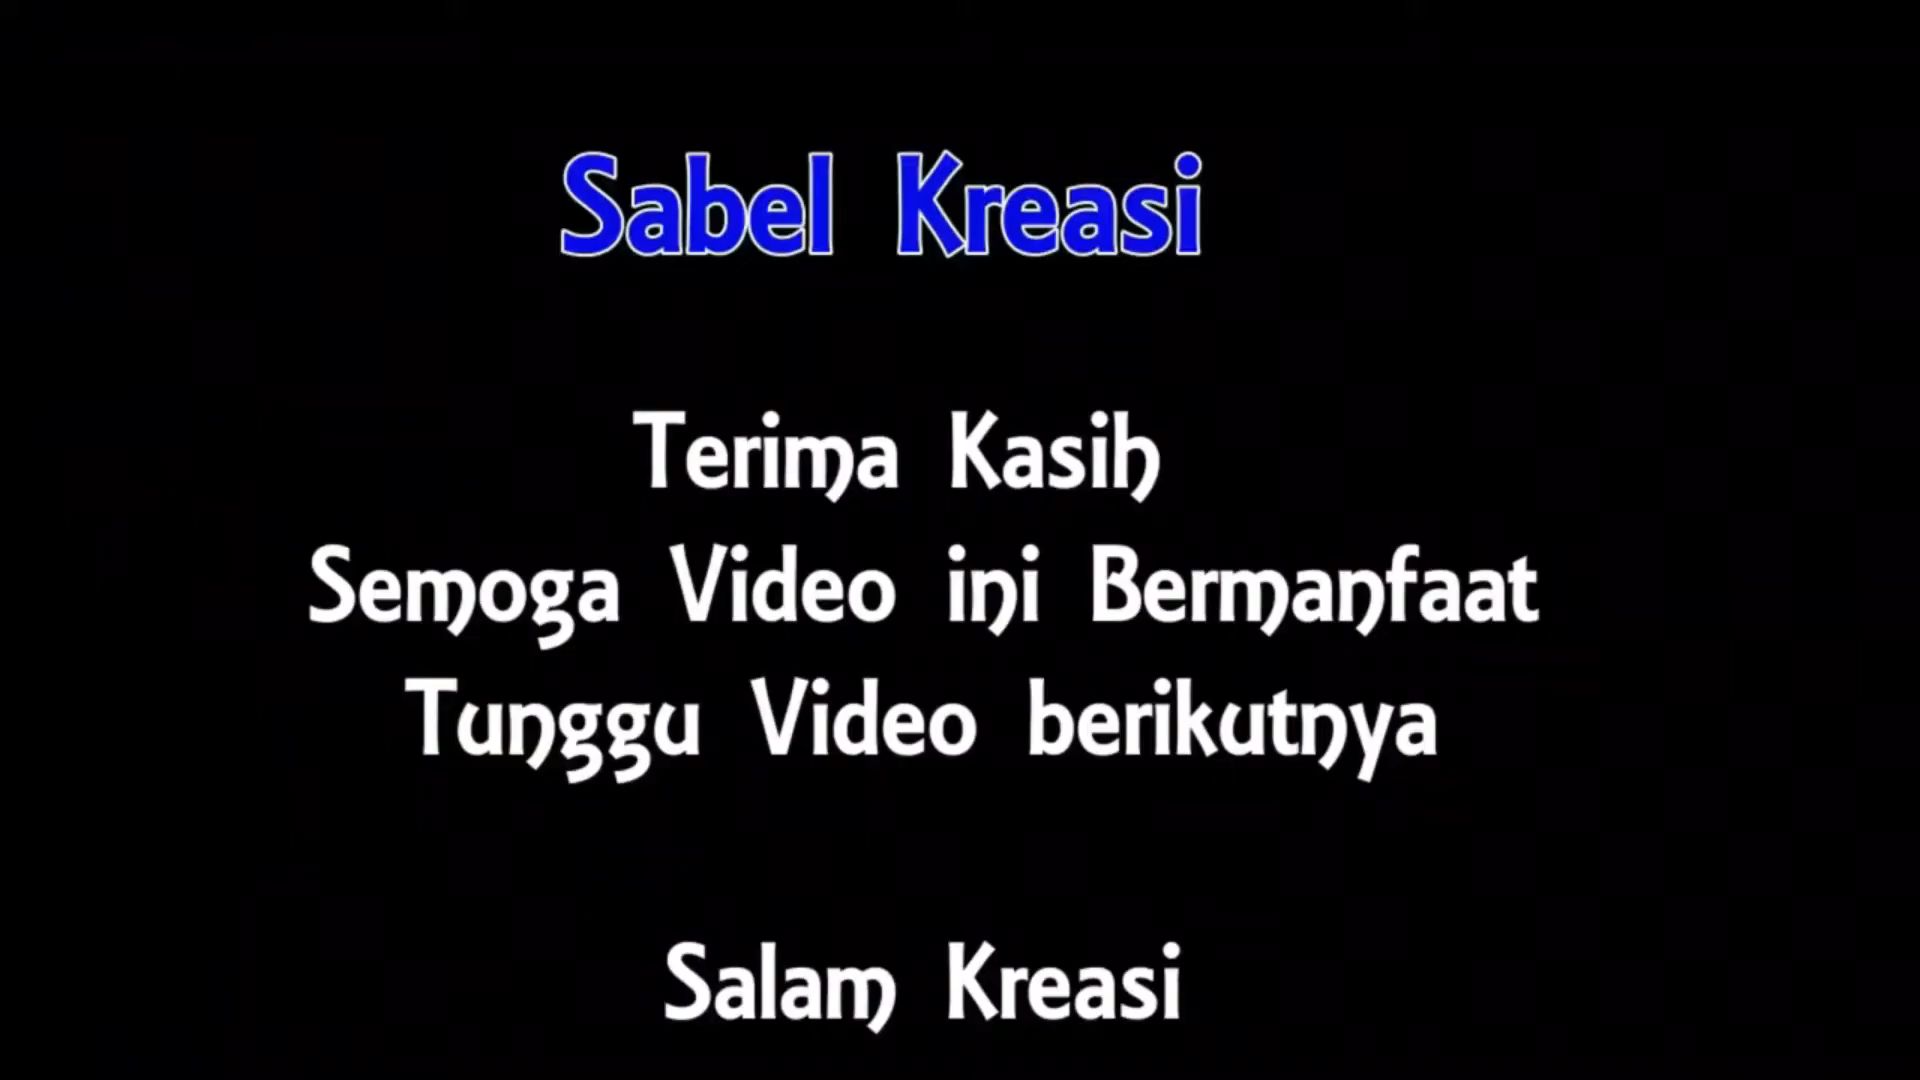 Sabel Kreasi
Terima Kasih
Semoga Video ini Bermanfaat
Tunggu Video berikutnya
Salam Kreasi